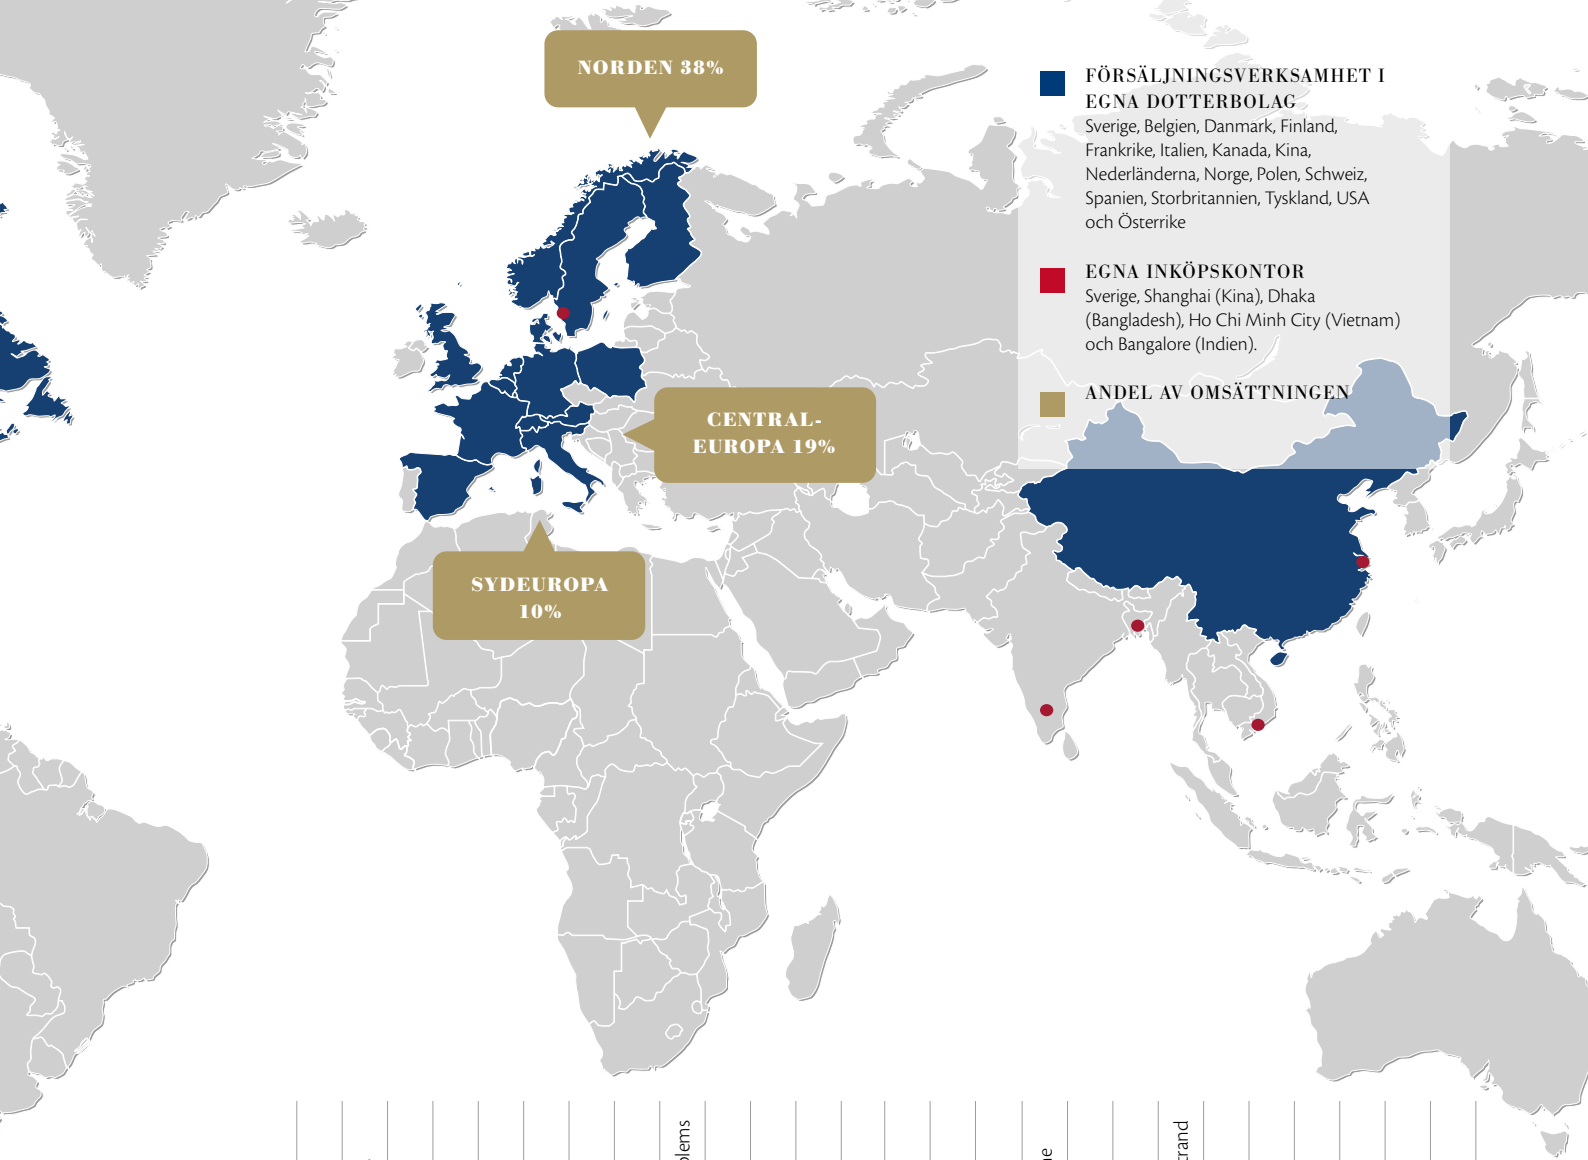 NORDEN 38%
FÖRSÄLJNINGSVERKSAMHET I
EGNA DOTTERBOLAG
Sverige, Belgien, Danmark, Finland,
Frankrike, Italien, Kanada, Kina,
Nederländerna, Norge, Polen, Schweiz,
Spanien, Storbritannien, Tyskland, USA
och Österrike
EGNA INKÖPSKONTOR
Sverige, Shanghai (Kina), Dhaka
(Bangladesh), Ho Chi Minh City (Vietnam)
och Bangalore (Indien).
ANDEL AV OMSÄTTNINGEN
CENTRAL-
EUROPA 19%
SYDEUROPA
10%